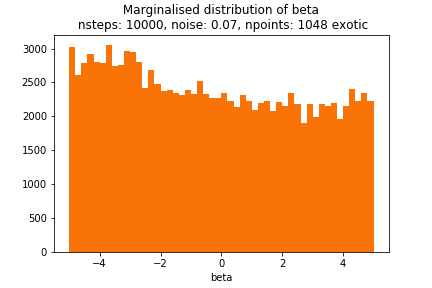 Marginalised distribution of beta
nsteps: 10000, noise: 0.07, npoints: 1048 exotic
3000
2500
2000
1500
1000
500
0
−4 −2 0 2 4
beta